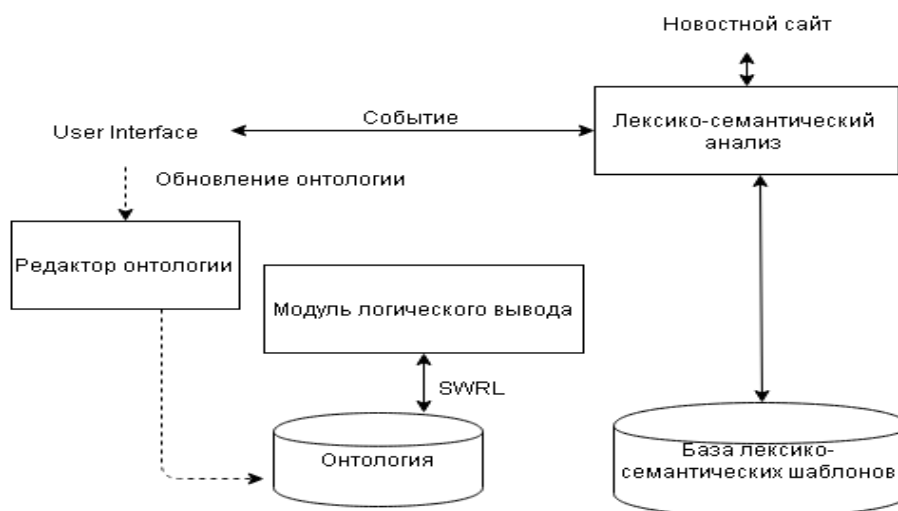 Новостной сайт
Событие
User Interface
Лексико-семантический
анализ
Обновление онтологии
Редактор онтологии
Модуль логического вывода
SWRL
Онтология
База лексико-
семантических шаблонов